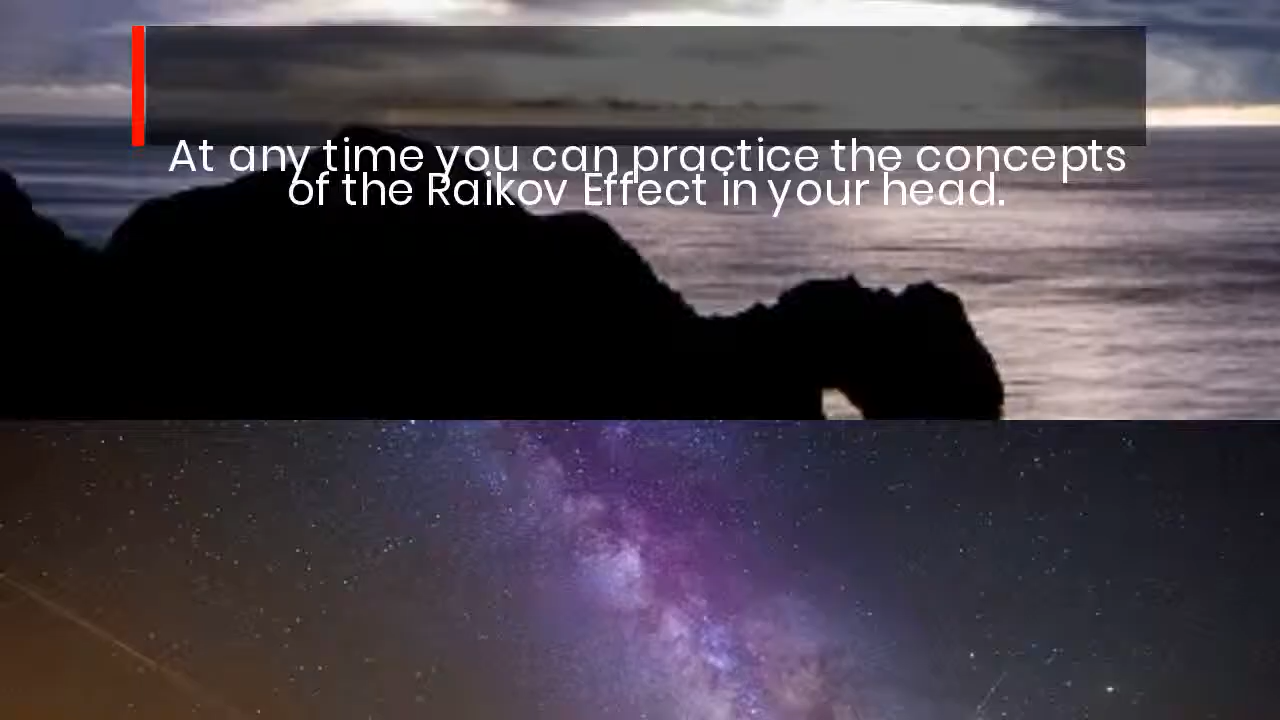 At any time you can practice the concepts
of the Raikov Effect in your head.